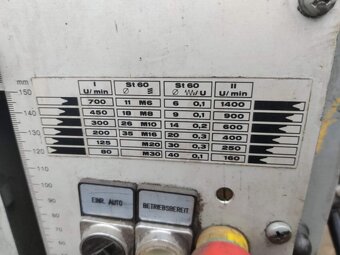 mm
150
140
130
120
110
100
90
80
70
60
I St 60 St 60 II
U/min U U/min
700 11 M6 6 0,1 1400
450 18 M8 9 0,1 900
300 26 M10 14 0,2 600
200 35 M16 20 0,3 400
125 M20 30 0,3 250
80 M30 40 0,1 160
EINR. AUTO BETRIEBSBEREIT